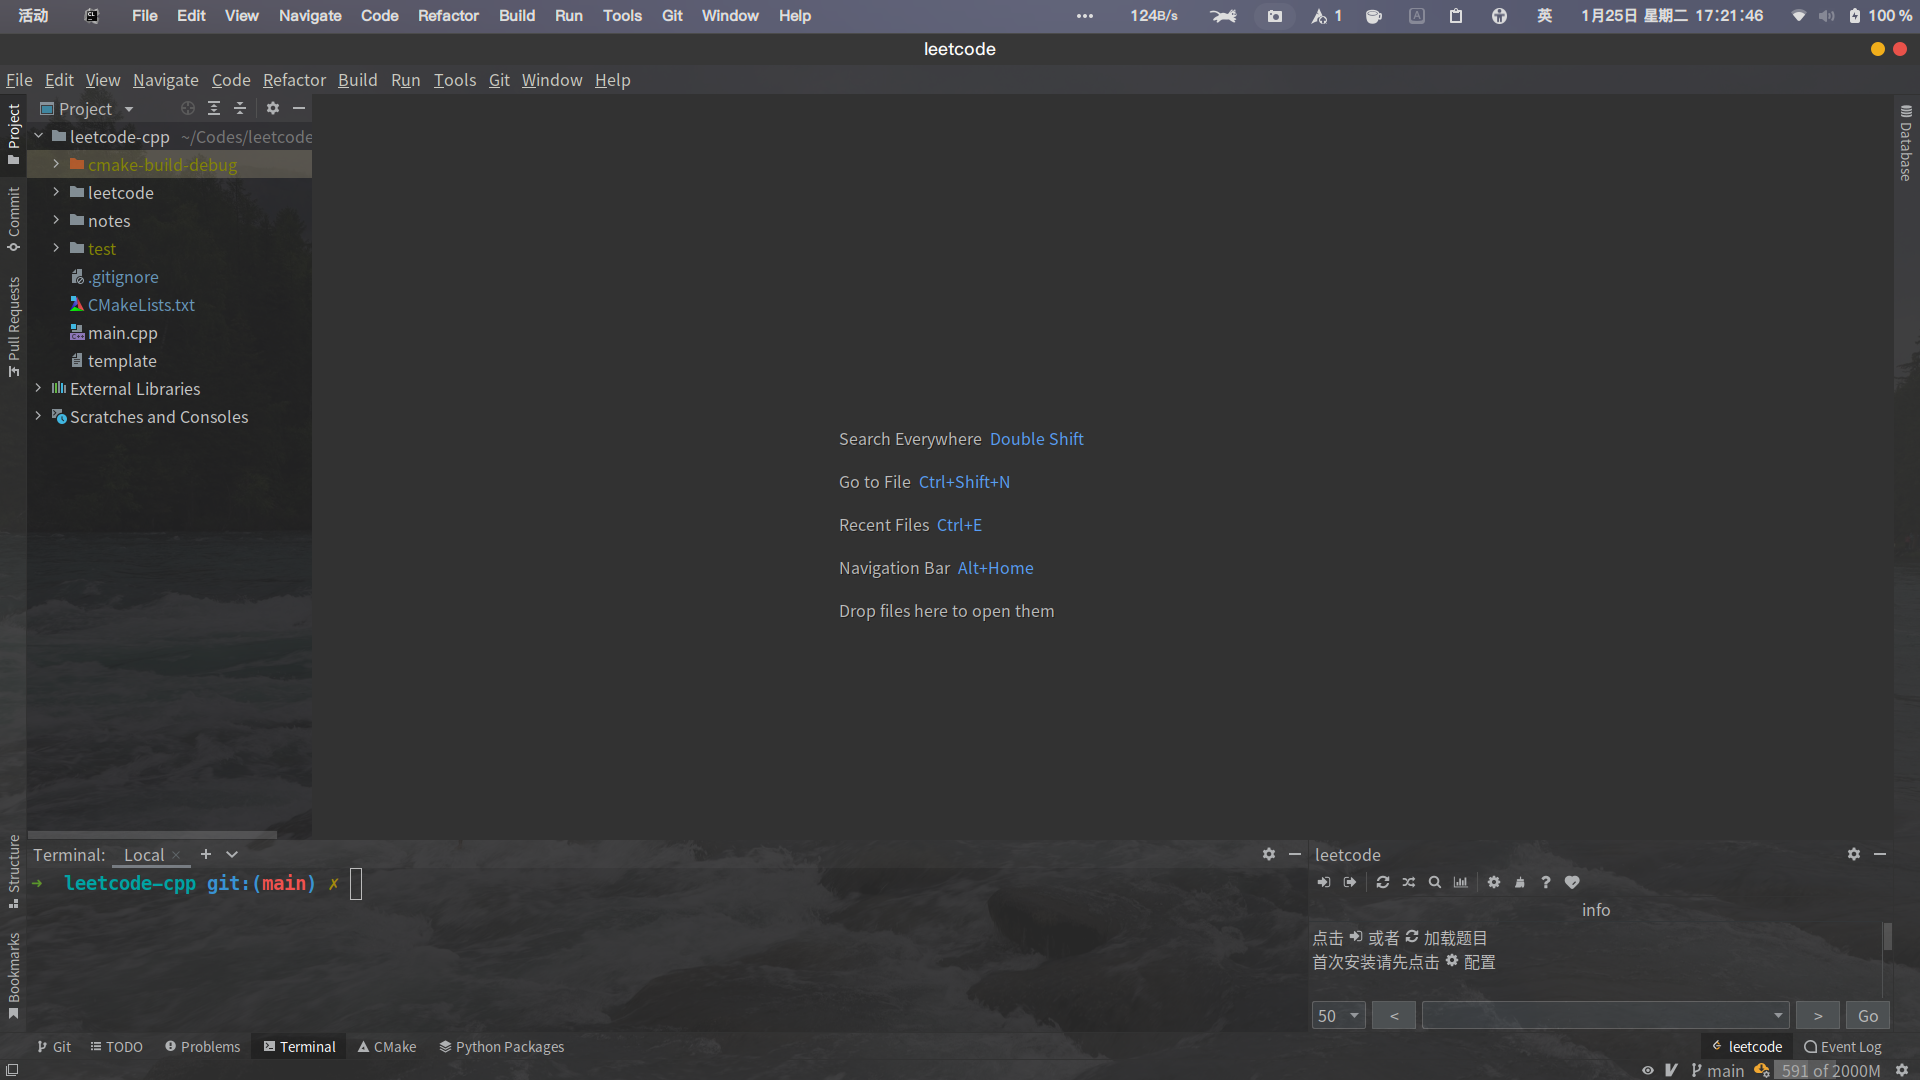 活动 File Edit View Navigate Code Refactor Build Run Tools Git Window Help ••• 124B/s 1 A 英 1月25日 星期二 17:21:46 100 %
leetcode
File Edit View Navigate Code Refactor Build Run Tools Git Window Help
Project
Project
Commit
Pull Requests
Structure
Bookmarks
Database
leetcode-cpp ~/Codes/leetcode
cmake-build-debug
leetcode
notes
test
.gitignore
CMakeLists.txt
main.cpp
template
External Libraries
Scratches and Consoles
Search Everywhere Double Shift
Go to File Ctrl+Shift+N
Recent Files Ctrl+E
Navigation Bar Alt+Home
Drop files here to open them
Terminal: Local × +
➜ leetcode-cpp git:(main) ✗
leetcode
info
点击 或者 加载题目
首次安装请先点击 配置
50 < > Go
Git TODO Problems Terminal CMake Python Packages leetcode Event Log
main 591 of 2000M